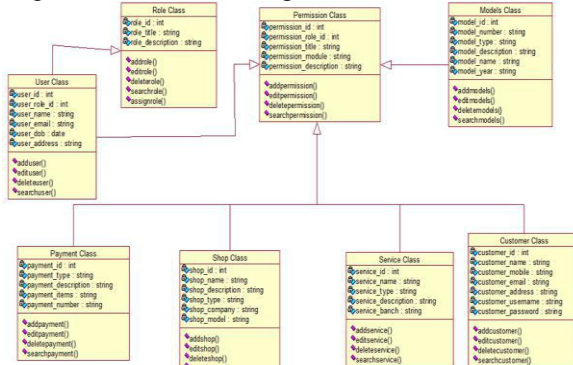 Role Class
role_id : int
role_title : string
role_description : string
addrole()
editrole()
deleterole()
searchrole()
assignrole()
Permission Class
permission_id : int
permission_role_id : int
permission_title : string
permission_module : string
permission_description : string
addpermission()
editpermission()
deletepermission()
searchpermission()
Models Class
model_id : int
model_number : string
model_type : string
model_description : string
model_name : string
model_year : string
addmodels()
editmodels()
deletemodels()
searchmodels()
User Class
user_id : int
user_role_id : int
user_name : string
user_email : string
user_dob : date
user_address : string
adduser()
edituser()
deleteuser()
searchuser()
Payment Class
payment_id : int
payment_type : string
payment_description : string
payment_items : string
payment_number : string
addpayment()
editpayment()
deletepayment()
searchpayment()
Shop Class
shop_id : int
shop_name : string
shop_description : string
shop_type : string
shop_company : string
shop_model : string
addshop()
editshop()
deleteshop()
Service Class
service_id : int
service_name : string
service_type : string
service_description : string
service_banch : string
addservice()
editservice()
deleteservice()
searchservice()
Customer Class
customer_id : int
customer_name : string
customer_mobile : string
customer_email : string
customer_address : string
customer_username : string
customer_password : string
addcustomer()
editcustomer()
deletecustomer()
searchcustomer()